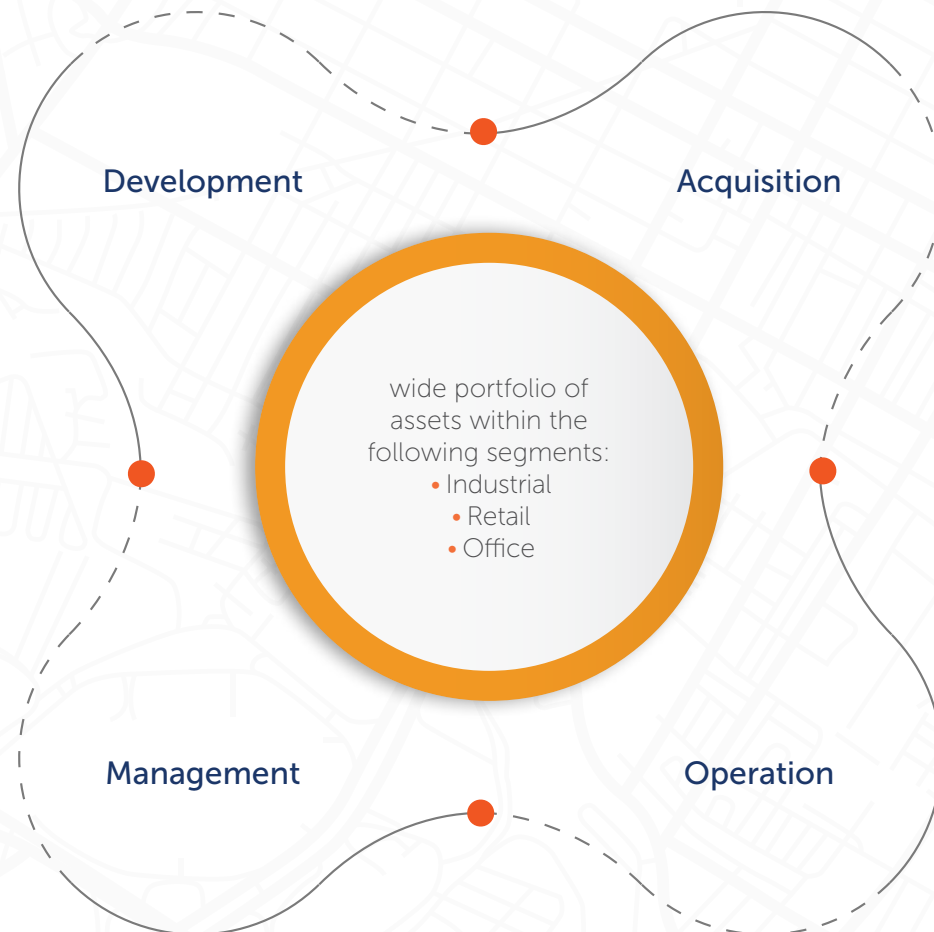 Development
Acquisition
wide portfolio of
assets within the
following segments:
• Industrial
• Retail
• Office
Management
Operation